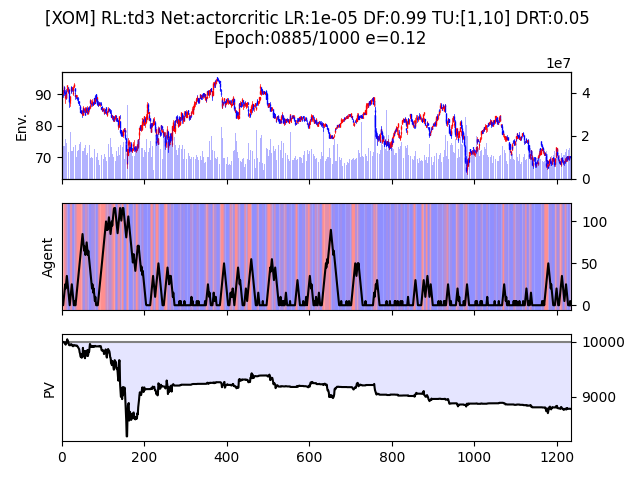 [XOM] RL:td3 Net:actorcritic LR:1e-05 DF:0.99 TU:[1,10] DRT:0.05
Epoch:0885/1000 e=0.12
1e7
Env.
90
80
70
4
2
0
Agent
100
50
0
PV
10000
9000
0 200 400 600 800 1000 1200